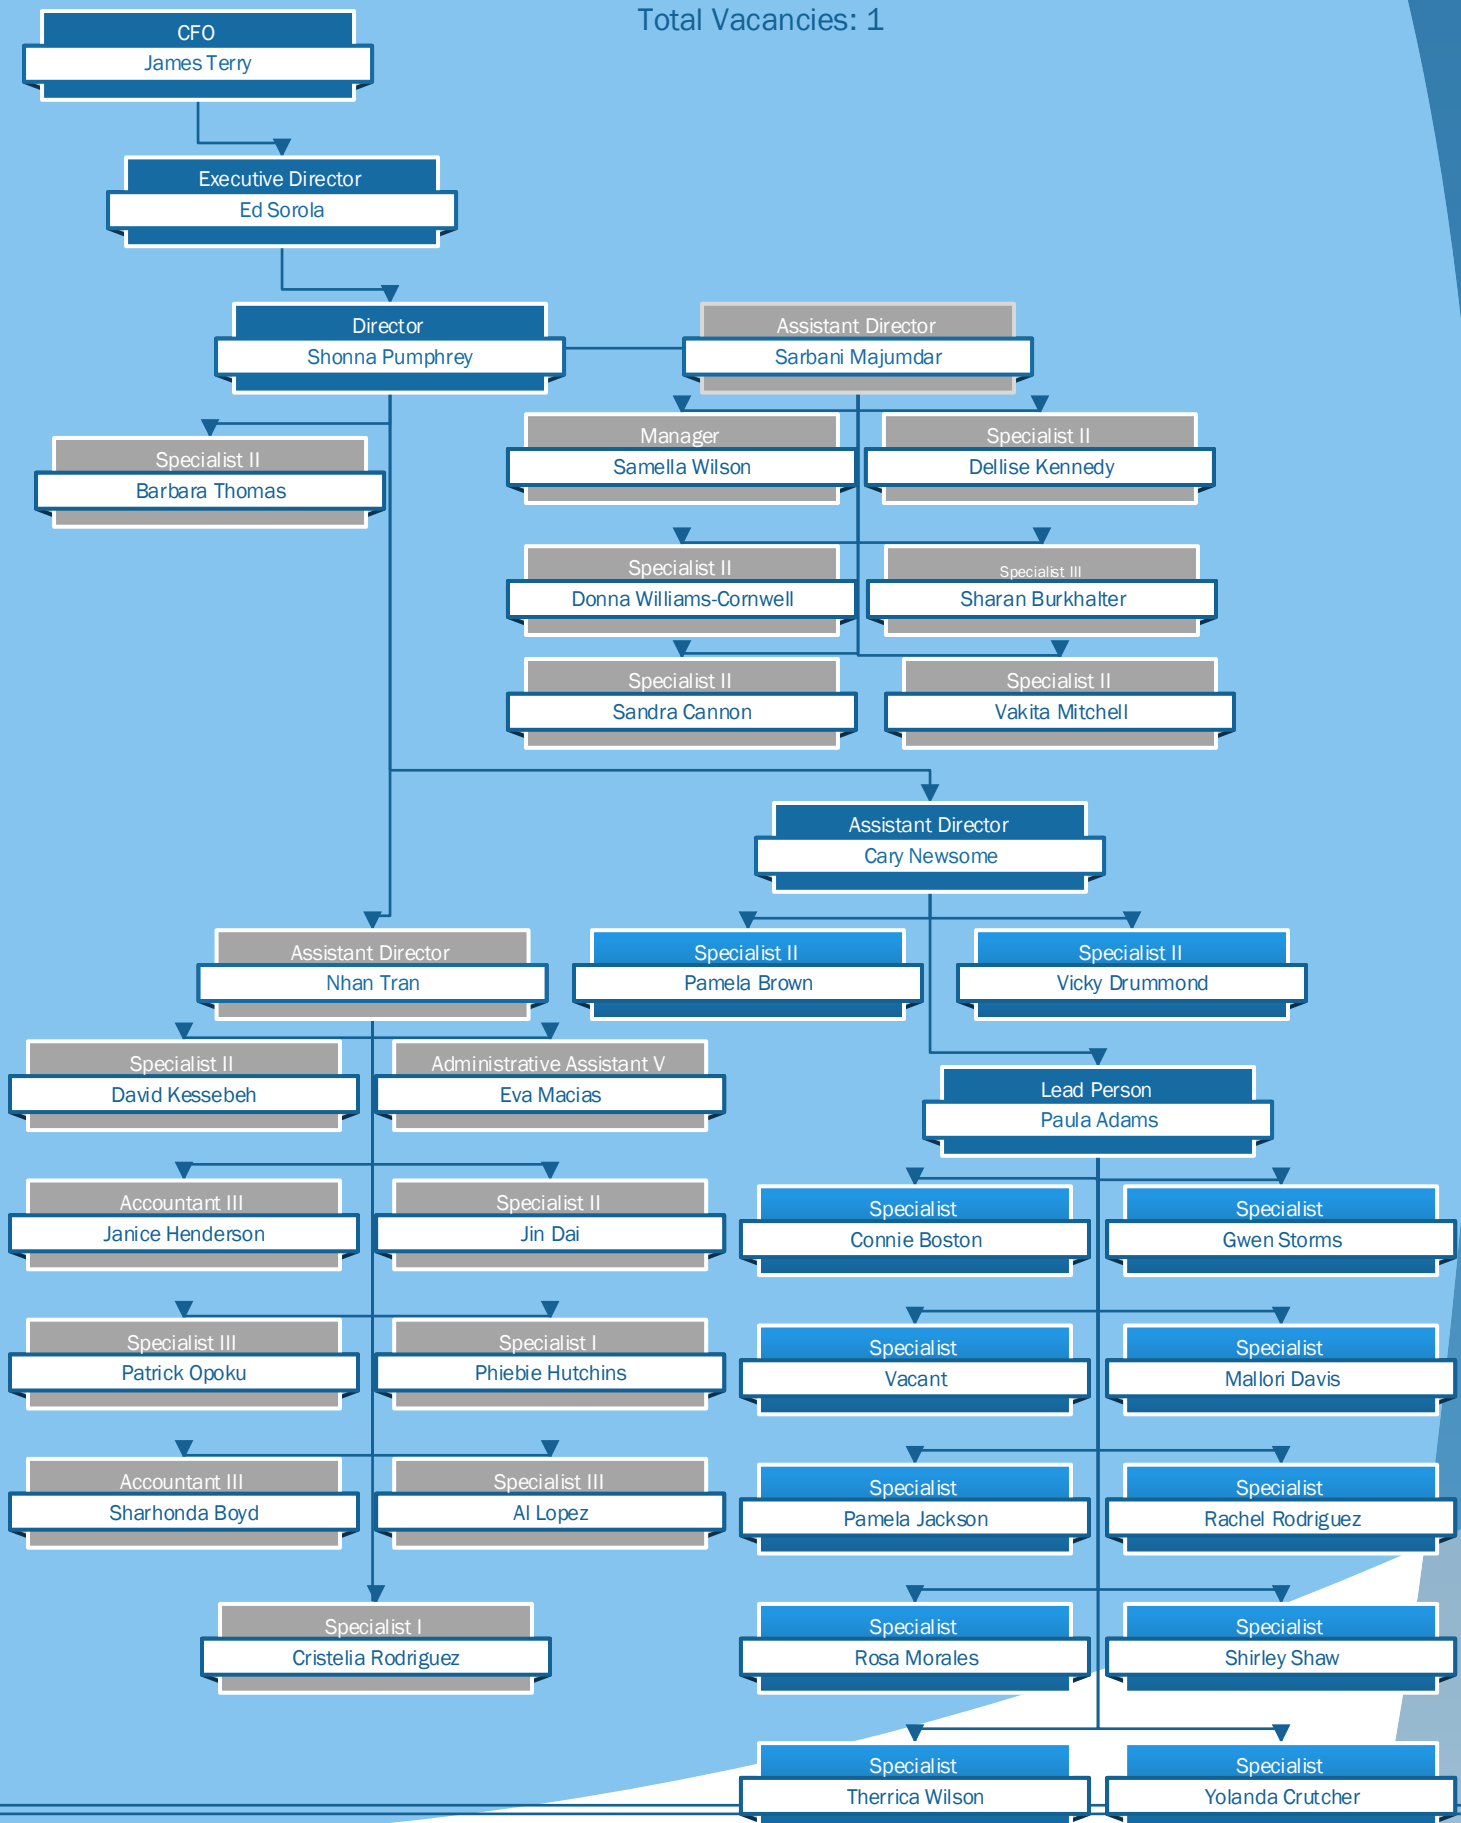 Total Vacancies: 1
CFO
James Terry
Executive Director
Ed Sorola
Director
Shonna Pumphrey
Assistant Director
Sarbani Majumdar
Specialist II
Barbara Thomas
Manager
Samella Wilson
Specialist II
Dellise Kennedy
Specialist II
Donna Williams-Cornwell
Specialist III
Sharan Burkhalter
Specialist II
Sandra Cannon
Specialist II
Vakita Mitchell
Assistant Director
Cary Newsome
Assistant Director
Nhan Tran
Specialist II
Pamela Brown
Specialist II
Vicky Drummond
Specialist II
David Kessebeh
Administrative Assistant V
Eva Macias
Lead Person
Paula Adams
Accountant III
Janice Henderson
Specialist II
Jin Dai
Specialist
Connie Boston
Specialist
Gwen Storms
Specialist III
Patrick Opoku
Specialist I
Phiebie Hutchins
Specialist
Vacant
Specialist
Mallori Davis
Accountant III
Sharhonda Boyd
Specialist III
Al Lopez
Specialist
Pamela Jackson
Specialist
Rachel Rodriguez
Specialist I
Cristelia Rodriguez
Specialist
Rosa Morales
Specialist
Shirley Shaw
Specialist
Therrica Wilson
Specialist
Yolanda Crutcher